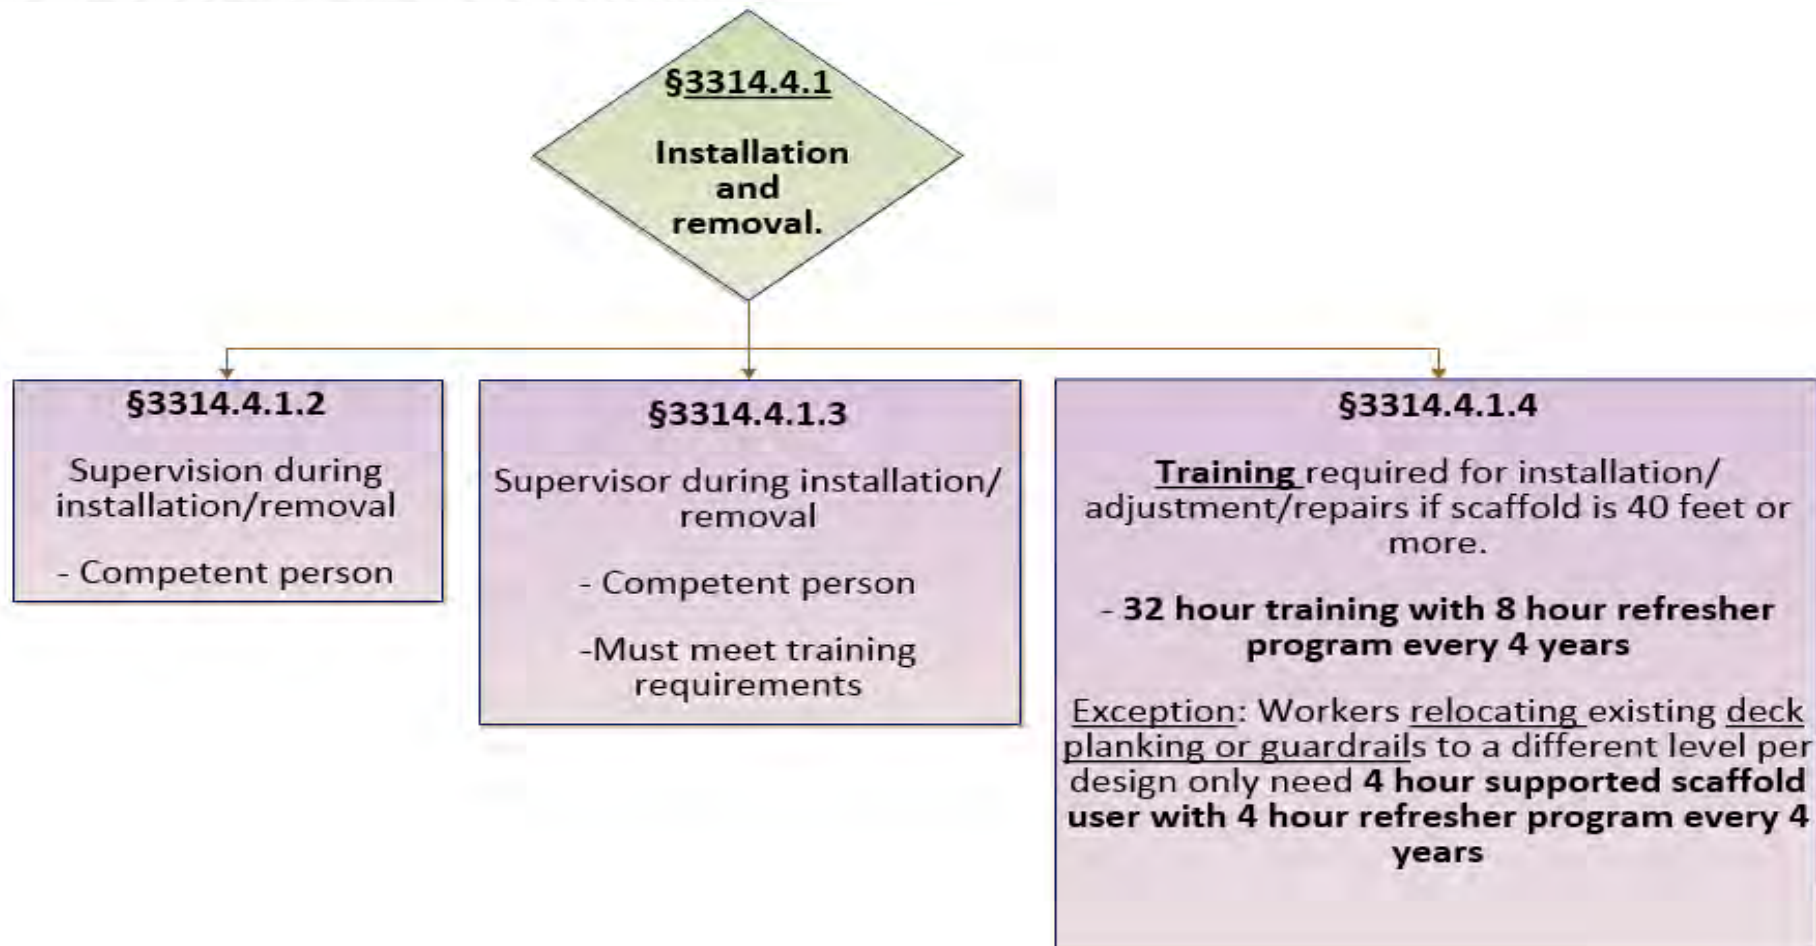 §3314.4.1
Installation
and
removal.
§3314.4.1.2
Supervision during
installation/removal
- Competent person
§3314.4.1.3
Supervisor during installation/
removal
- Competent person
-Must meet training
requirements
§3314.4.1.4
Training required for installation/
adjustment/repairs if scaffold is 40 feet or
more.
- 32 hour training with 8 hour refresher
program every 4 years
Exception: Workers relocating existing deck
planking or guardrails to a different level per
design only need 4 hour supported scaffold
user with 4 hour refresher program every 4
years